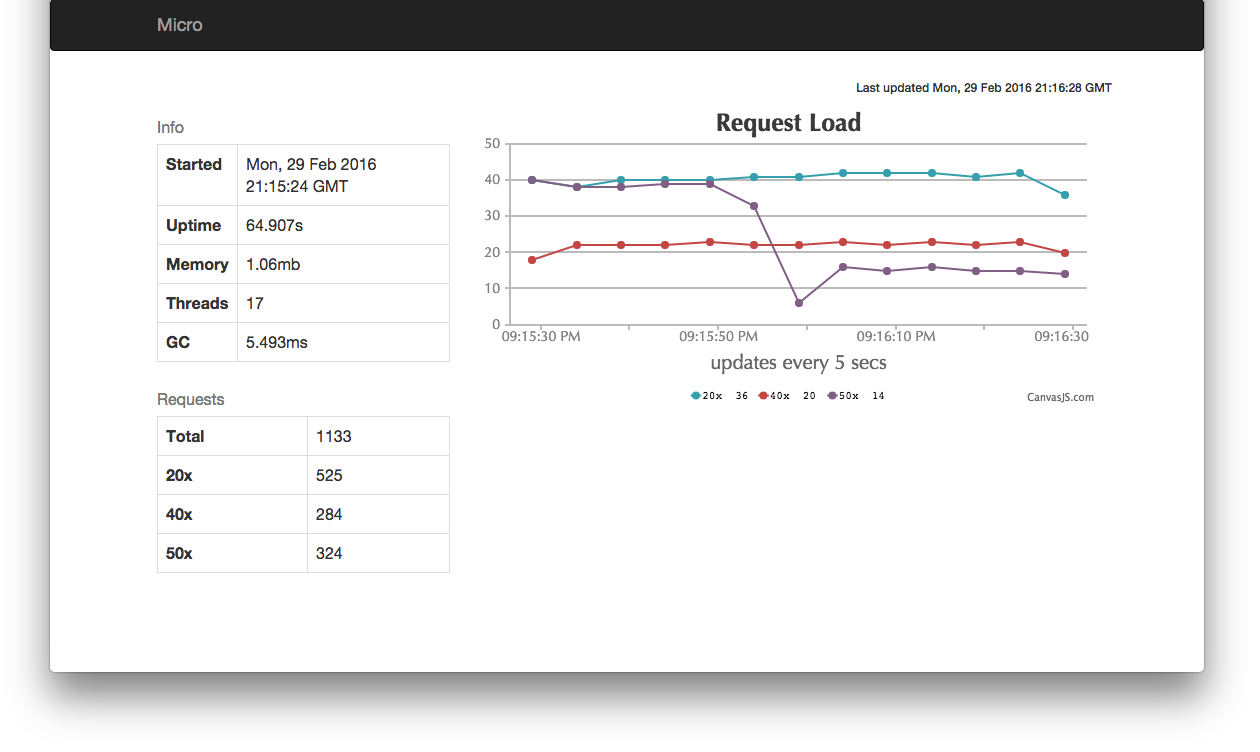 Micro
Last updated Mon, 29 Feb 2016 21:16:28 GMT
Info
Started Mon, 29 Feb 2016
21:15:24 GMT
Uptime 64.907s
Memory 1.06mb
Threads 17
GC 5.493ms
Requests
Total 1133
20x 525
40x 284
50x 324
Request Load
50
40
30
20
10
0
09:15:30 PM 09:15:50 PM 09:16:10 PM 09:16:30
updates every 5 secs
20x 36 40x 20 50x 14
CanvasJS.com